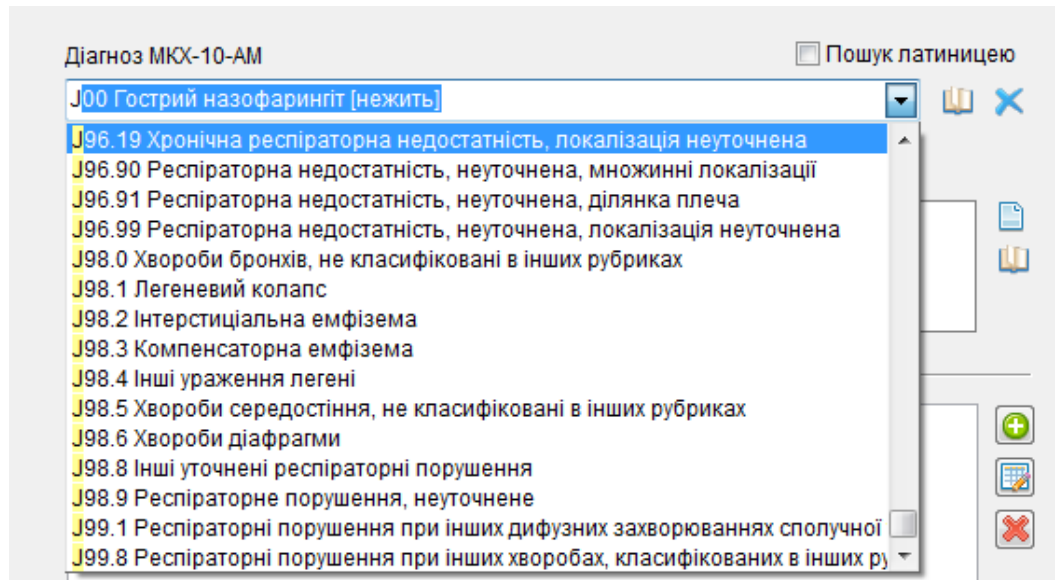 Діагноз МКХ-10-АМ
Пошук латиницею
J00 Гострий назофарингіт [нежить]
J96.19 Хронічна респіраторна недостатність, локалізація неуточнена
J96.90 Респіраторна недостатність, неуточнена, множинні локалізації
J96.91 Респіраторна недостатність, неуточнена, ділянка плеча
J96.99 Респіраторна недостатність, неуточнена, локалізація неуточнена
J98.0 Хвороби бронхів, не класифіковані в інших рубриках
J98.1 Легеневий колапс
J98.2 Інтерстиціальна емфізема
J98.3 Компенсаторна емфізема
J98.4 Інші ураження легені
J98.5 Хвороби середостіння, не класифіковані в інших рубриках
J98.6 Хвороби діафрагми
J98.8 Інші уточнені респіраторні порушення
J98.9 Респіраторне порушення, неуточнене
J99.1 Респіраторні порушення при інших дифузних захворюваннях сполучної
J99.8 Респіраторні порушення при інших хворобах, класифікованих в інших